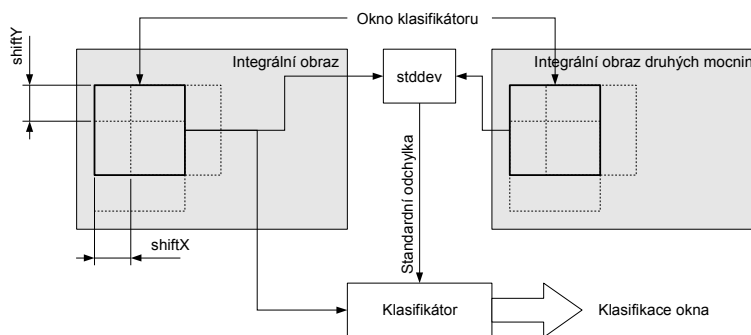 Okno klasifikátoru
shiftY
Integrální obraz
stddev
Integrální obraz druhých mocnin
Standardní odchylka
shiftX
Klasifikátor
Klasifikace okna